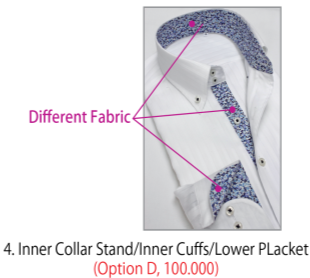 Different Fabric
4. Inner Collar Stand/Inner Cuffs/Lower PLacket
(Option D, 100.000)